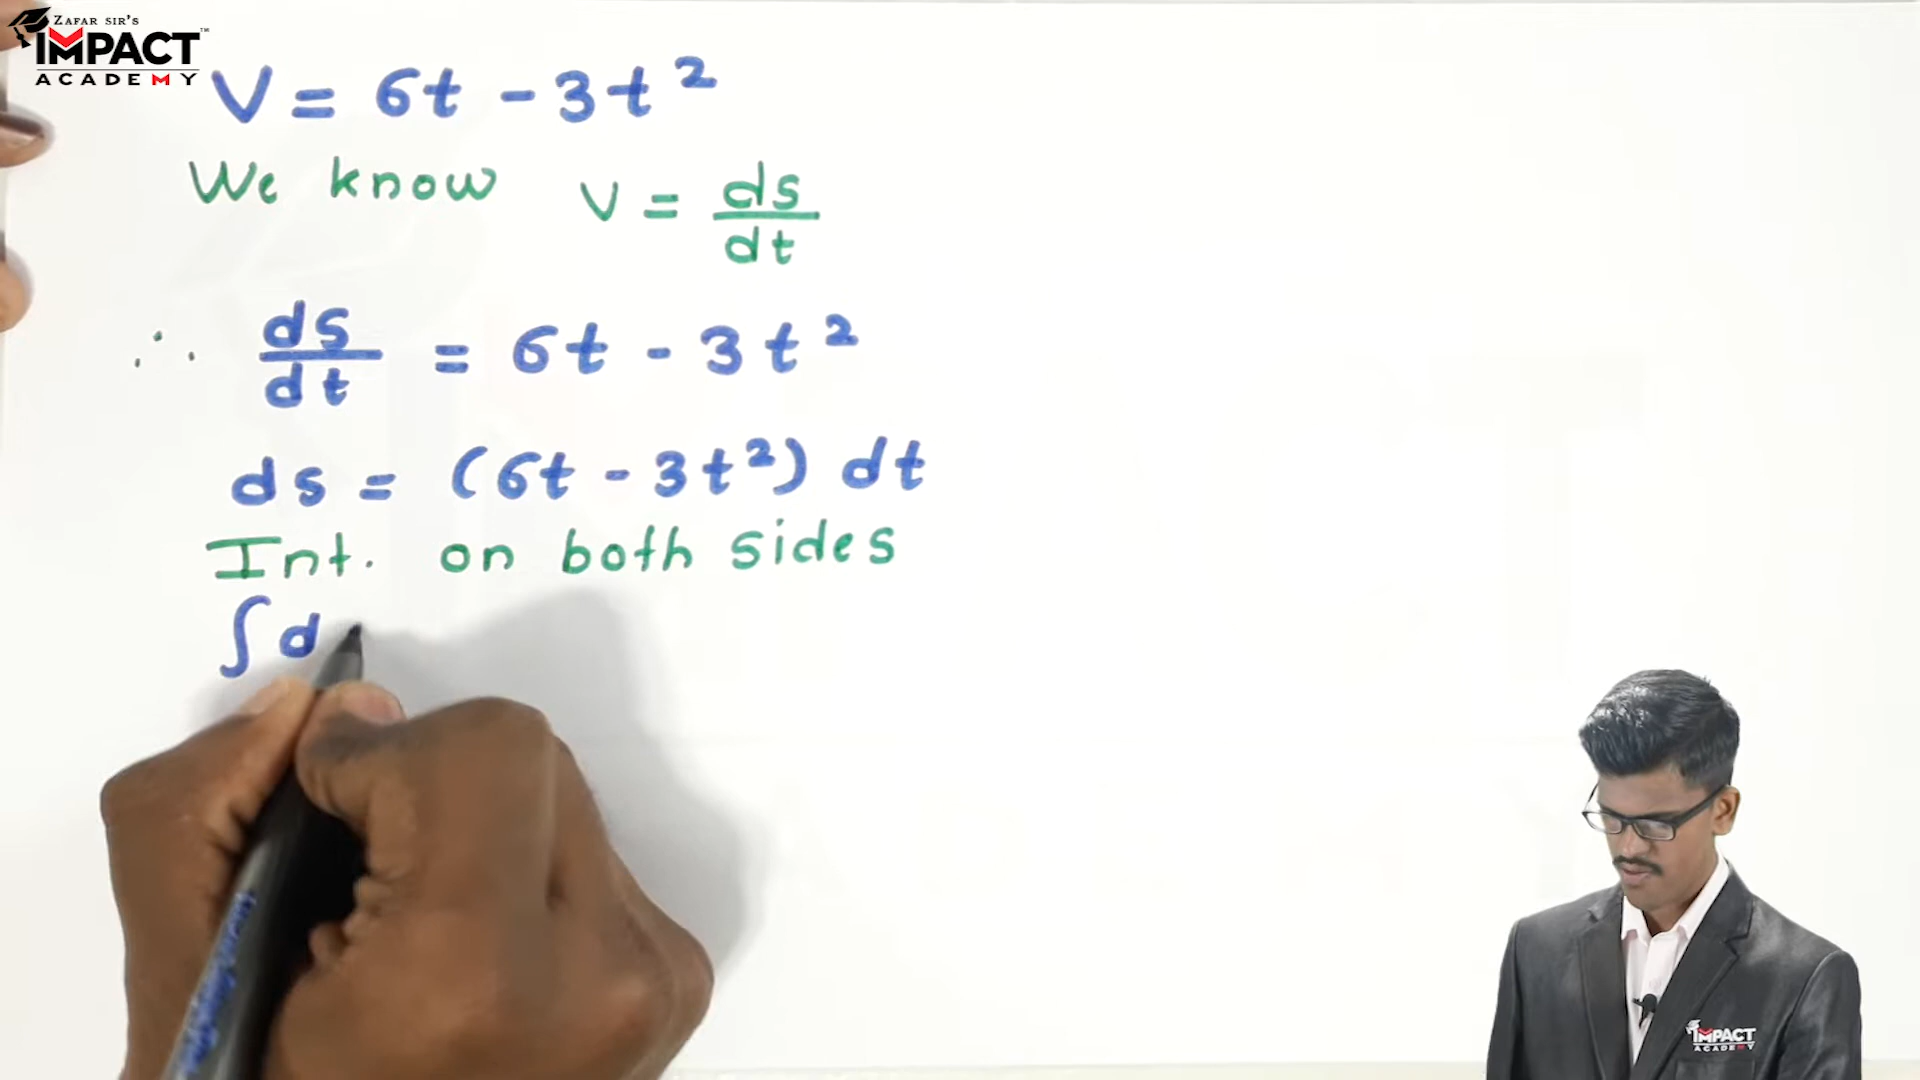 ZAFAR SIR'S
IMPACT™
ACADEMY
V = 6t - 3t²
We know v = ds/dt
∴ ds/dt = 6t - 3t²
ds = (6t - 3t²) dt
Int. on both sides
∫d
IMPACT
ACADEMY